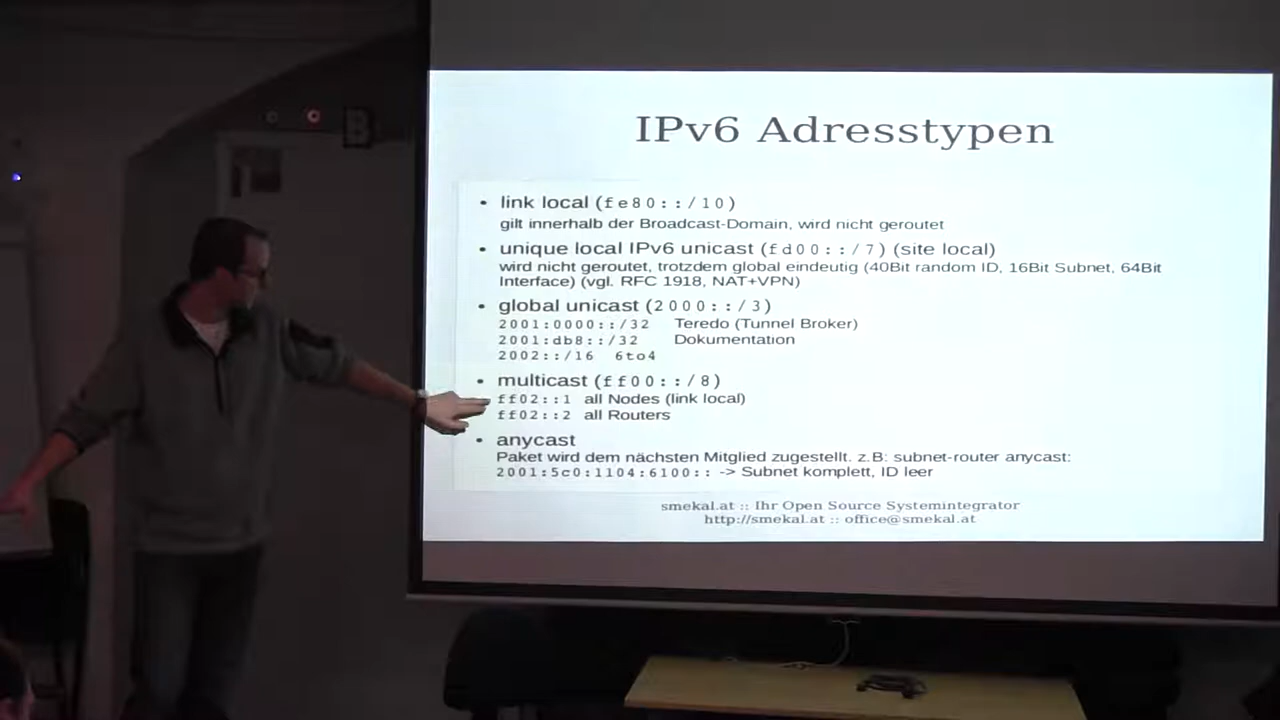 IPv6 Adresstypen
• link local (fe80::/10)
gilt innerhalb der Broadcast-Domain, wird nicht geroutet
• unique local IPv6 unicast (fd00::/7) (site local)
wird nicht geroutet, trotzdem global eindeutig (40Bit random ID, 16Bit Subnet, 64Bit
Interface) (vgl. RFC 1918, NAT+VPN)
• global unicast (2000::/3)
2001:0000::/32 Teredo (Tunnel Broker)
2001:db8::/32 Dokumentation
2002::/16 6to4
• multicast (ff00::/8)
ff02::1 all Nodes (link local)
ff02::2 all Routers
• anycast
Paket wird dem nächsten Mitglied zugestellt. z.B: subnet-router anycast:
2001:5c0:1104:6100:: -> Subnet komplett, ID leer
smekal.at :: Ihr Open Source Systemintegrator
http://smekal.at :: office@smekal.at
B